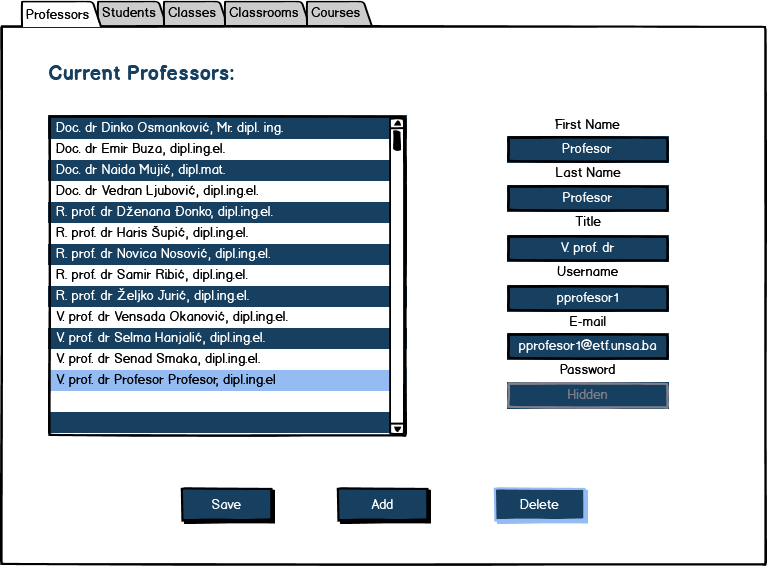 Professors
Students
Classes
Classrooms
Courses
Current Professors:
Doc. dr Dinko Osmanković, Mr. dipl. ing.
Doc. dr Emir Buza, dipl.ing.el.
Doc. dr Naida Mujić, dipl.mat.
Doc. dr Vedran Ljubović, dipl.ing.el.
R. prof. dr Dženana Đonko, dipl.ing.el.
R. prof. dr Haris Šupić, dipl.ing.el.
R. prof. dr Novica Nosović, dipl.ing.el.
R. prof. dr Samir Ribić, dipl.ing.el.
R. prof. dr Željko Jurić, dipl.ing.el.
V. prof. dr Vensada Okanović, dipl.ing.el.
V. prof. dr Selma Hanjalić, dipl.ing.el.
V. prof. dr Senad Smaka, dipl.ing.el.
V. prof. dr Profesor Profesor, dipl.ing.el
First Name
Profesor
Last Name
Profesor
Title
V. prof. dr
Username
pprofesor1
E-mail
pprofesor1@etf.unsa.ba
Password
Hidden
Save
Add
Delete